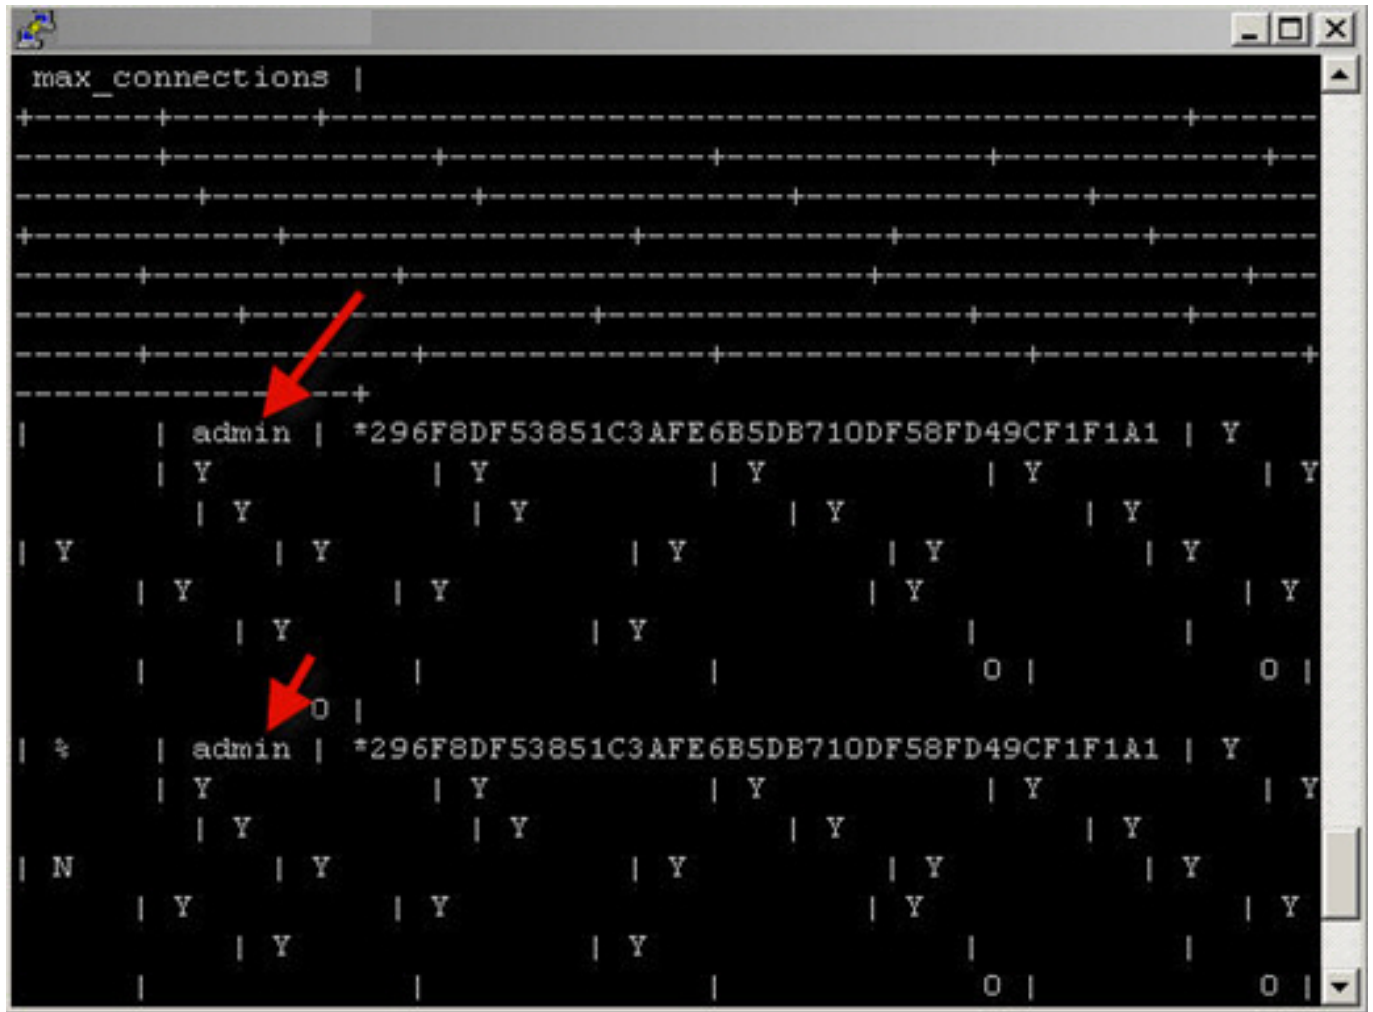 max_connections |
+------+-------+-------------------------------------------+------
-------+-------------+-------------+-------------+-------------+--
---------+-------------+---------------+--------------+-----------
+------------+-----------------+------------+------------+--------
------+------------+-----------------------+------------------+---
-----------+-----------------+------------------+----------+------
------+-------------+--------------+---------------+-------------+
-----------------+
|      | admin | *296F8DF53851C3AFE6B5DB710DF58FD49CF1F1A1 | Y
       | Y           | Y           | Y           | Y           | Y
         | Y           | Y             | Y            | Y
| Y          | Y               | Y          | Y          | Y
      | Y          | Y                     | Y                | Y
           | Y               | Y                |          |
      |             |              |             0 |           0 |
               0 |
| %    | admin | *296F8DF53851C3AFE6B5DB710DF58FD49CF1F1A1 | Y
       | Y           | Y           | Y           | Y           | Y
         | Y           | Y             | Y            | Y
| N          | Y               | Y          | Y          | Y
      | Y          | Y                     | Y                | Y
           | Y               | Y                |          |
      |             |              |             0 |           0 |